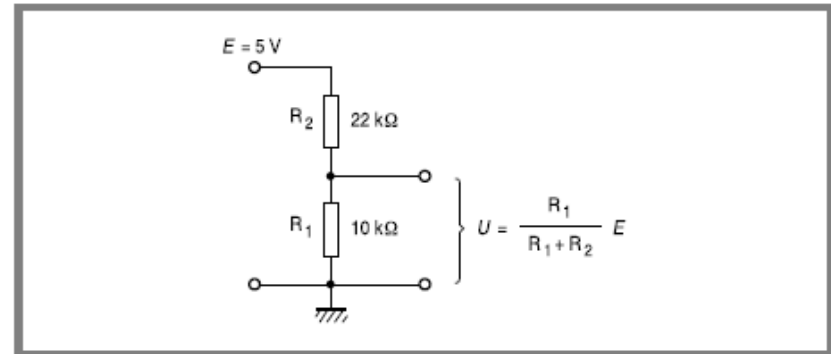 E = 5 V
R2 22 kΩ
R1 10 kΩ
U = R1 / R1 + R2 E